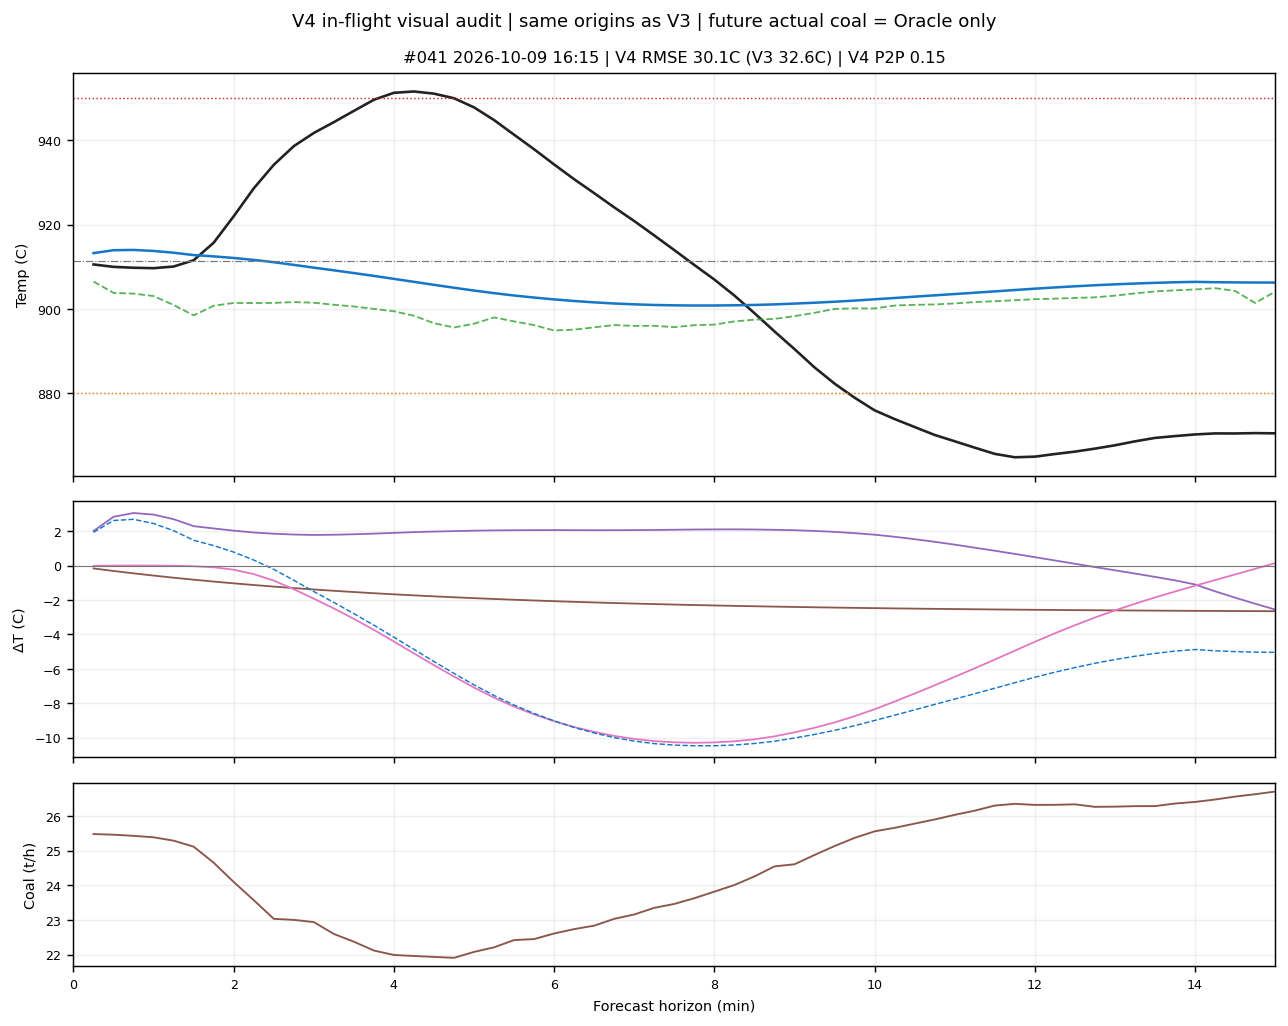 V4 in-flight visual audit | same origins as V3 | future actual coal = Oracle only
#041 2026-10-09 16:15 | V4 RMSE 30.1C (V3 32.6C) | V4 P2P 0.15
Temp (C)
940
920
900
880
ΔT (C)
2
0
−2
−4
−6
−8
−10
Coal (t/h)
26
25
24
23
22
0 2 4 6 8 10 12 14
Forecast horizon (min)